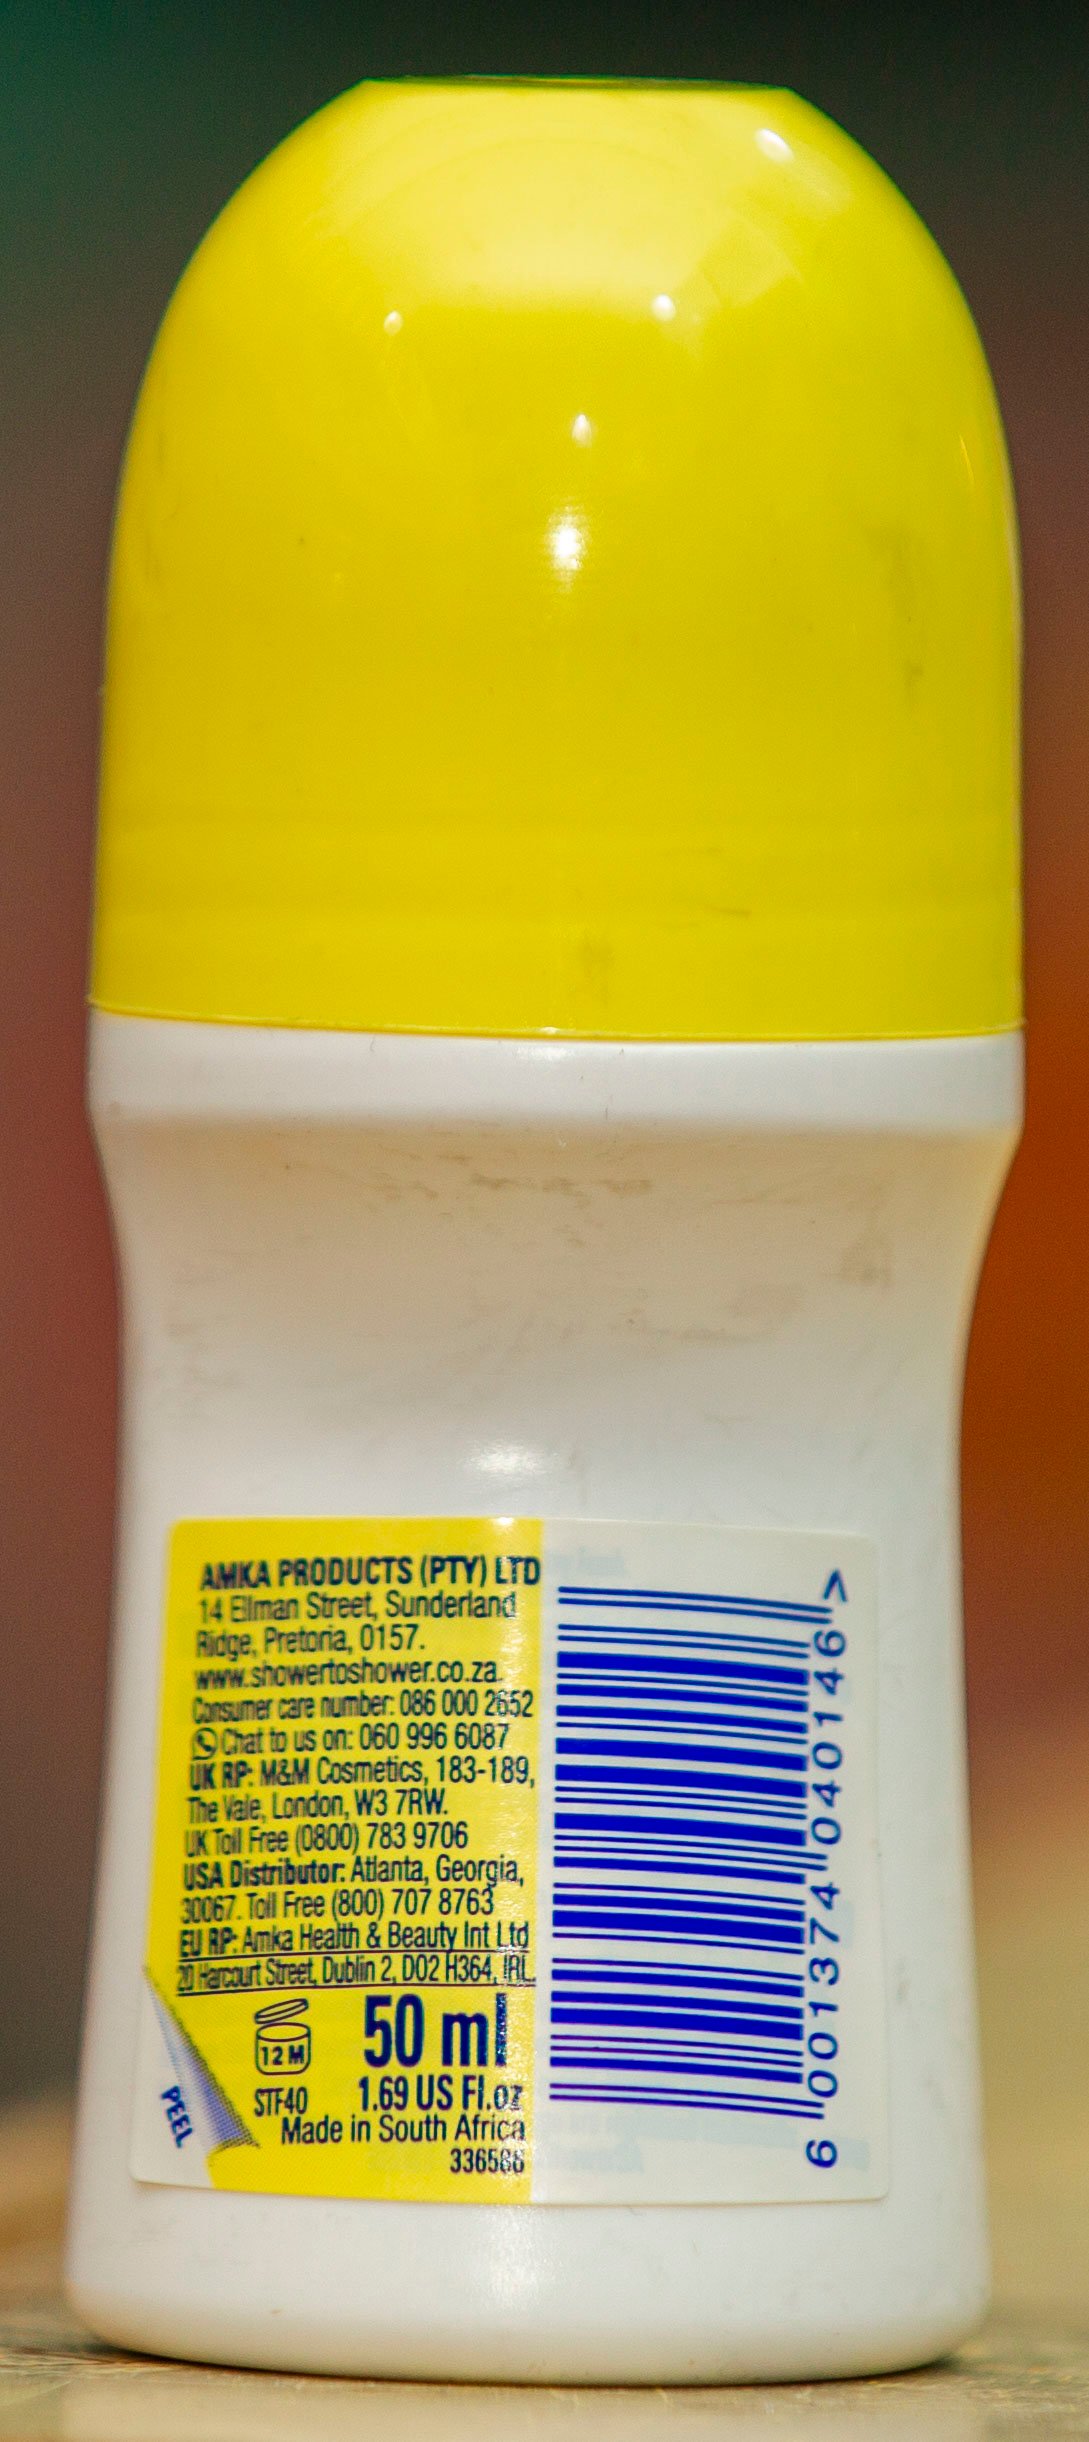 AMKA PRODUCTS (PTY) LTD
14 Ellman Street, Sunderland
Ridge, Pretoria, 0157.
www.showertoshower.co.za.
Consumer care number: 086 000 2652
Chat to us on: 060 996 6087
UK RP: M&M Cosmetics, 183-189,
The Vale, London, W3 7RW.
UK Toll Free (0800) 783 9706
USA Distributor: Atlanta, Georgia,
30067. Toll Free (800) 707 8763
EU RP: Amka Health & Beauty Int Ltd
20 Harcourt Street, Dublin 2, D02 H364, IRL.
12 M
50 ml
STF40
1.69 US Fl.oz
Made in South Africa
336586
PEEL
6 001374 040146 >